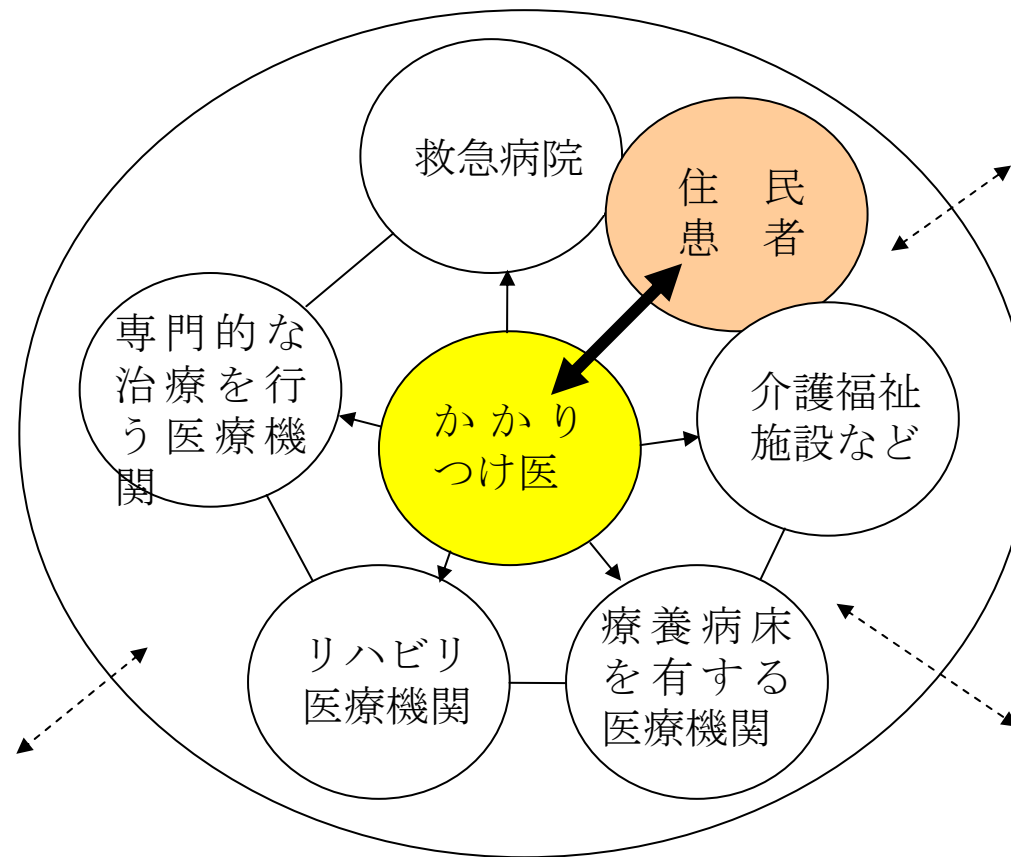 救急病院
住　民
患　者
専門的な
治療を行
う医療機
関
かかり
つけ医
介護福祉
施設など
リハビリ
医療機関
療養病床
を有する
医療機関